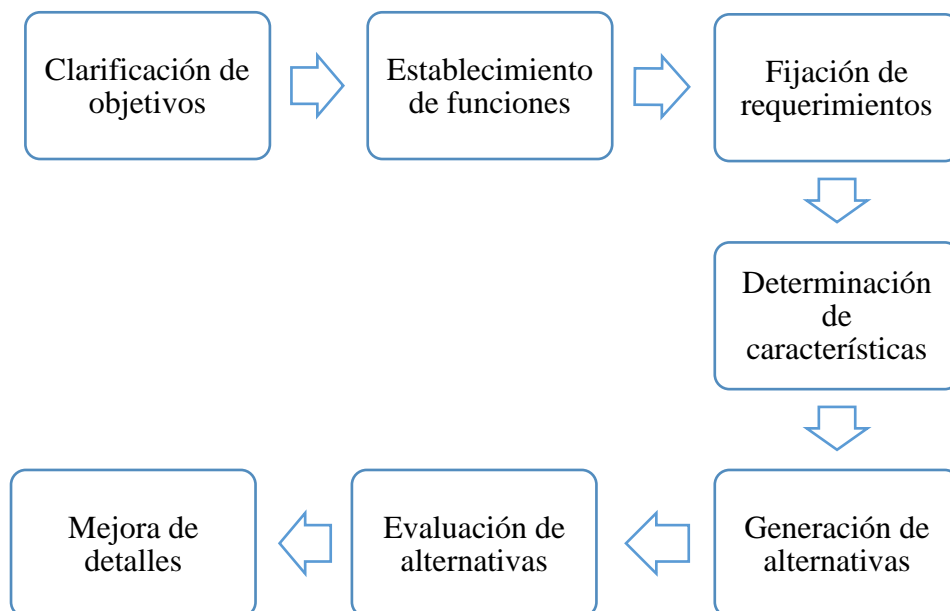 Clarificación de
objetivos
Establecimiento
de funciones
Fijación de
requerimientos
Determinación
de
características
Generación de
alternativas
Evaluación de
alternativas
Mejora de
detalles